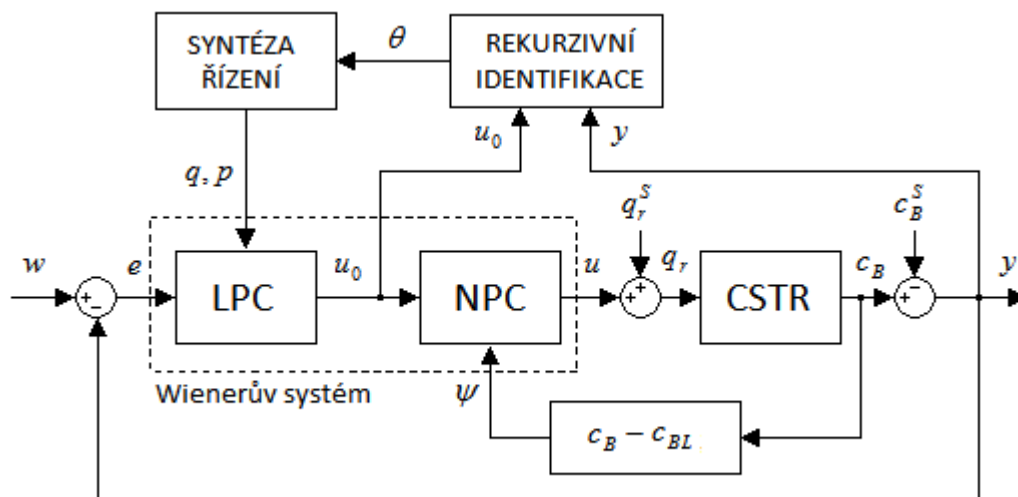 SYNTÉZA
ŘÍZENÍ
θ
REKURZIVNÍ
IDENTIFIKACE
u₀
y
q, p
q_r^S
c_B^S
w
e
u₀
u
q_r
c_B
y
+
−
LPC
NPC
+
+
CSTR
−
Wienerův systém
ψ
c_B − c_BL